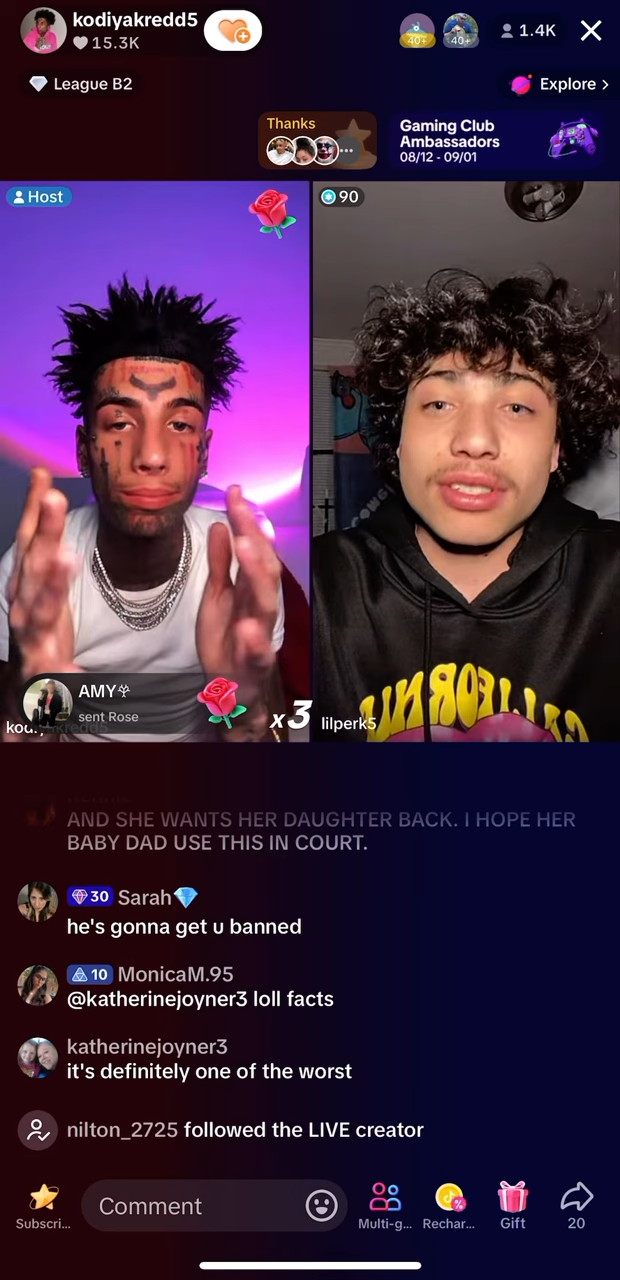 kodiyakredd5
15.3K
40+
40+
1.4K
League B2
Explore
Thanks
Gaming Club
Ambassadors
08/12 - 09/01
Host
90
AMY
sent Rose
x3
lilperk5
CALIFORNIA
AND SHE WANTS HER DAUGHTER BACK. I HOPE HER
BABY DAD USE THIS IN COURT.
30 Sarah
he's gonna get u banned
10 MonicaM.95
@katherinejoyner3 loll facts
katherinejoyner3
it's definitely one of the worst
nilton_2725 followed the LIVE creator
Comment
Subscri...
Multi-g...
Rechar...
Gift
20